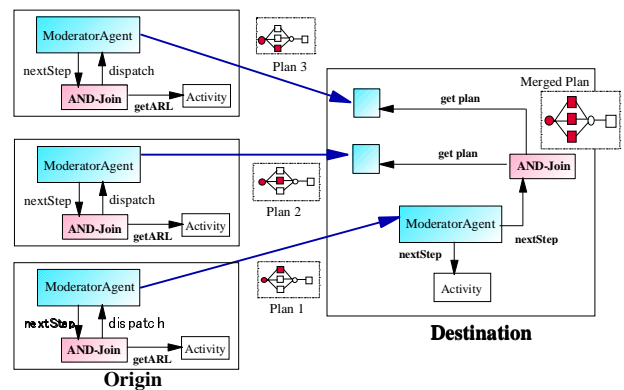 ModeratorAgent
nextStep
dispatch
AND-Join
getARL
Activity
Plan 3
ModeratorAgent
nextStep
dispatch
AND-Join
getARL
Activity
Plan 2
ModeratorAgent
nextStep
dispatch
AND-Join
getARL
Activity
Plan 1
Origin
Merged Plan
get plan
get plan
AND-Join
ModeratorAgent
nextStep
nextStep
Activity
Destination